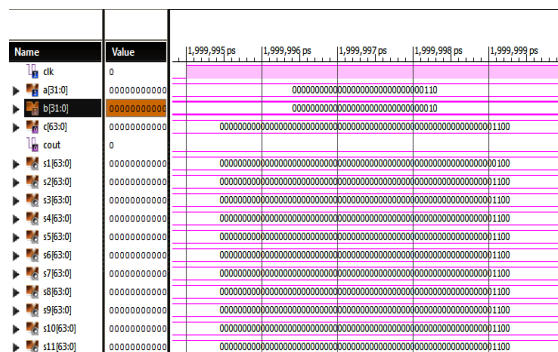 Name Value 1,999,995 ps 1,999,996 ps 1,999,997 ps 1,999,998 ps 1,999,999 ps
clk 0
a[31:0] 00000000000 00000000000000000000000000000110
b[31:0] 00000000000 00000000000000000000000000000010
c[63:0] 00000000000 0000000000000000000000000000000000000000000000000000000000001100
cout 0
s1[63:0] 00000000000 0000000000000000000000000000000000000000000000000000000000000100
s2[63:0] 00000000000 0000000000000000000000000000000000000000000000000000000000001100
s3[63:0] 00000000000 0000000000000000000000000000000000000000000000000000000000001100
s4[63:0] 00000000000 0000000000000000000000000000000000000000000000000000000000001100
s5[63:0] 00000000000 0000000000000000000000000000000000000000000000000000000000001100
s6[63:0] 00000000000 0000000000000000000000000000000000000000000000000000000000001100
s7[63:0] 00000000000 0000000000000000000000000000000000000000000000000000000000001100
s8[63:0] 00000000000 0000000000000000000000000000000000000000000000000000000000001100
s9[63:0] 00000000000 0000000000000000000000000000000000000000000000000000000000001100
s10[63:0] 00000000000 0000000000000000000000000000000000000000000000000000000000001100
s11[63:0] 00000000000 0000000000000000000000000000000000000000000000000000000000001100